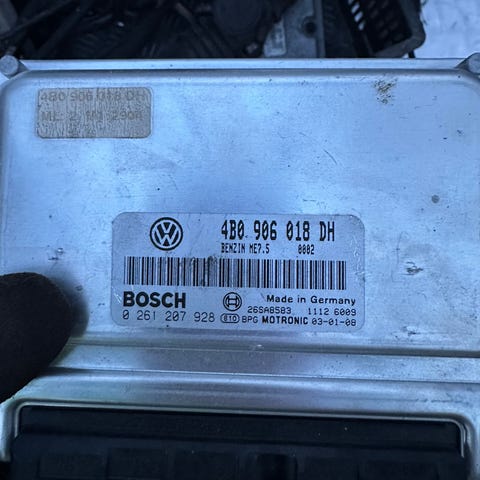 4B0 906 018 DH
4B0 906 018 DH
BENZIN ME7.5 0002
BOSCH
Made in Germany
26SA8583 1112 6009
0 261 207 928 810 BPG MOTRONIC 03-01-08